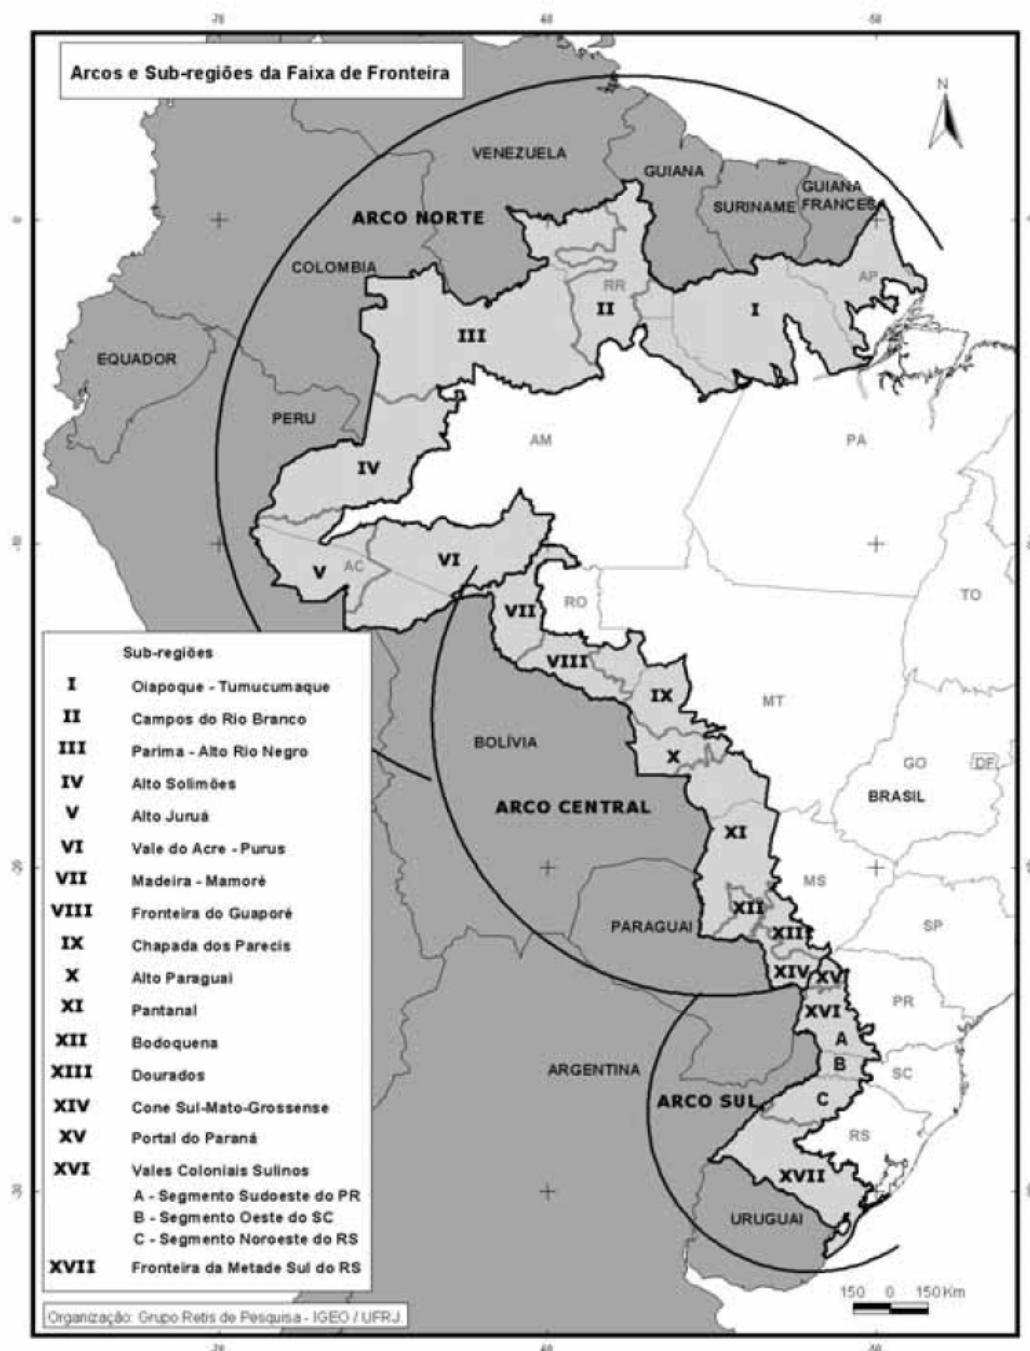 Arcos e Sub-regiões da Faixa de Fronteira
N
VENEZUELA
GUIANA
GUIANA
FRANCES
SURINAME
ARCO NORTE
COLOMBIA
RR
AP
II
I
III
EQUADOR
PERU
AM
PA
IV
V
AC
VI
TO
VII
RO
VIII
IX
MT
X
BOLÍVIA
GO
DF
BRASIL
ARCO CENTRAL
XI
MS
XII
PARAGUAI
XIII
SP
XIV
XV
XVI
PR
A
B
ARGENTINA
SC
ARCO SUL
C
RS
XVII
URUGUAI
Sub-regiões
I Oiapoque - Tumucumaque
II Campos do Rio Branco
III Parima - Alto Rio Negro
IV Alto Solimões
V Alto Juruá
VI Vale do Acre - Purus
VII Madeira - Mamoré
VIII Fronteira do Guaporé
IX Chapada dos Parecis
X Alto Paraguai
XI Pantanal
XII Bodoquena
XIII Dourados
XIV Cone Sul-Mato-Grossense
XV Portal do Paraná
XVI Vales Coloniais Sulinos
A - Segmento Sudoeste do PR
B - Segmento Oeste do SC
C - Segmento Noroeste do RS
XVII Fronteira da Metade Sul do RS
150 0 150 Km
Organização: Grupo Retis de Pesquisa - IGEO / UFRJ.